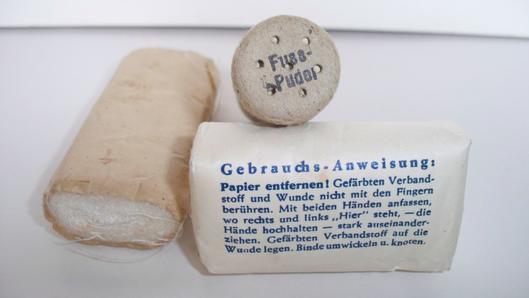 Fuss-
Puder
Gebrauchs-Anweisung:
Papier entfernen! Gefärbten Verband-
stoff und Wunde nicht mit den Fingern
berühren. Mit beiden Händen anfassen,
wo rechts und links „Hier" steht, — die
Hände hochhalten — stark auseinander-
ziehen. Gefärbten Verbandstoff auf die
Wunde legen. Binde umwickeln u. knoten.